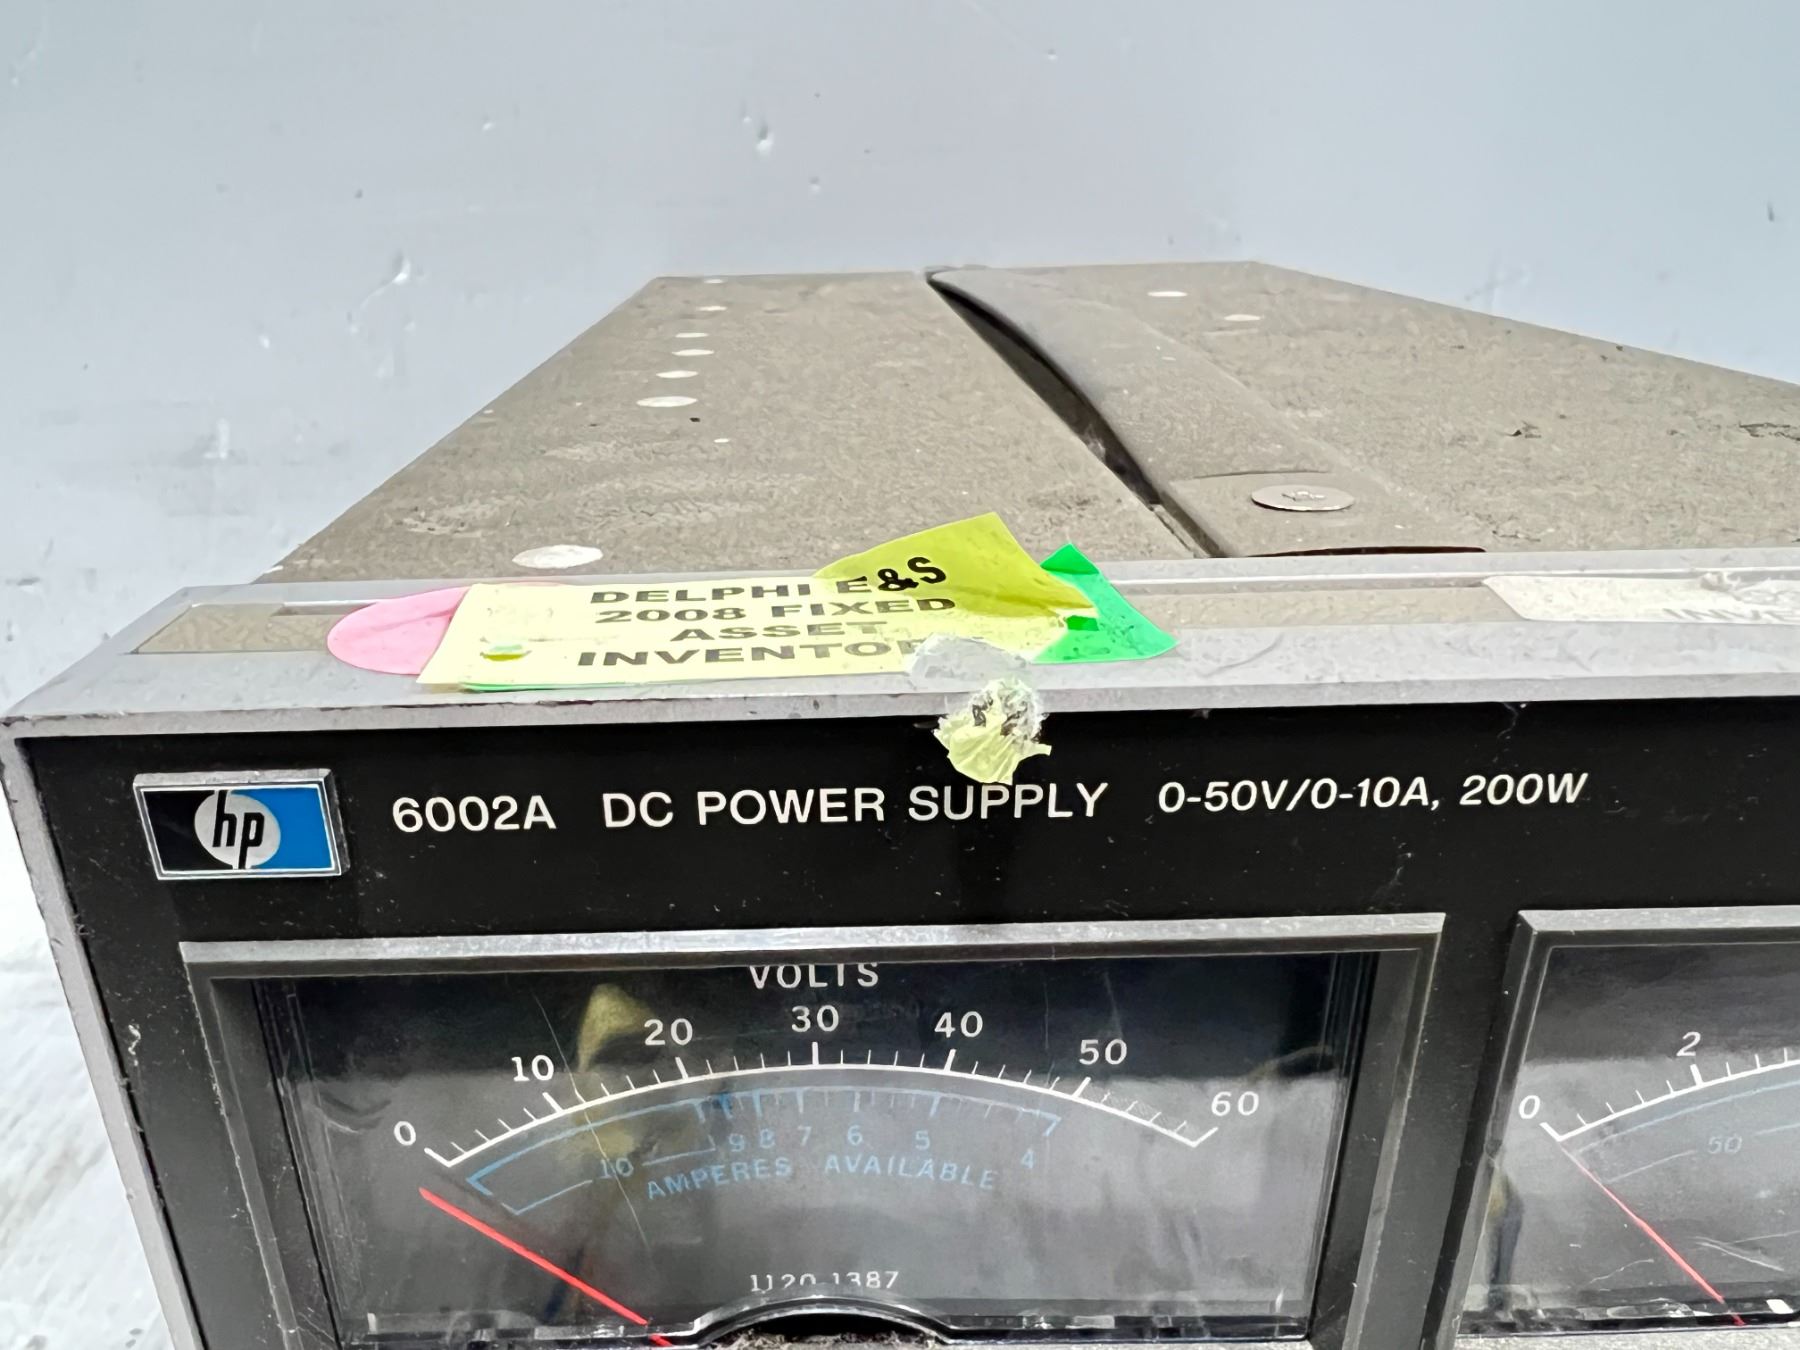 DELPHI E&S
2008 FIXED
ASSET
hp
6002A DC POWER SUPPLY 0-50V/0-10A, 200W
VOLTS
0 10 20 30 40 50 60
10 9 8 7 6 5 4
AMPERES AVAILABLE
1120-1387
0 2
50